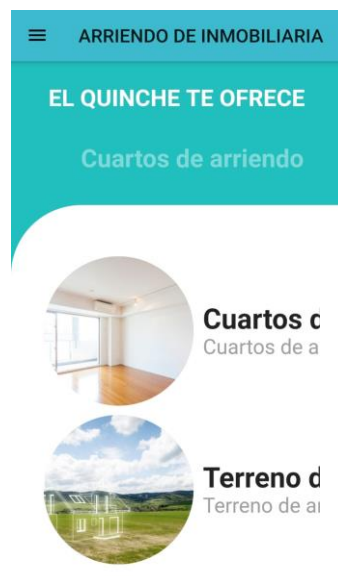 ARRIENDO DE INMOBILIARIA
EL QUINCHE TE OFRECE
Cuartos de arriendo
Cuartos d
Cuartos de a
Terreno d
Terreno de ar